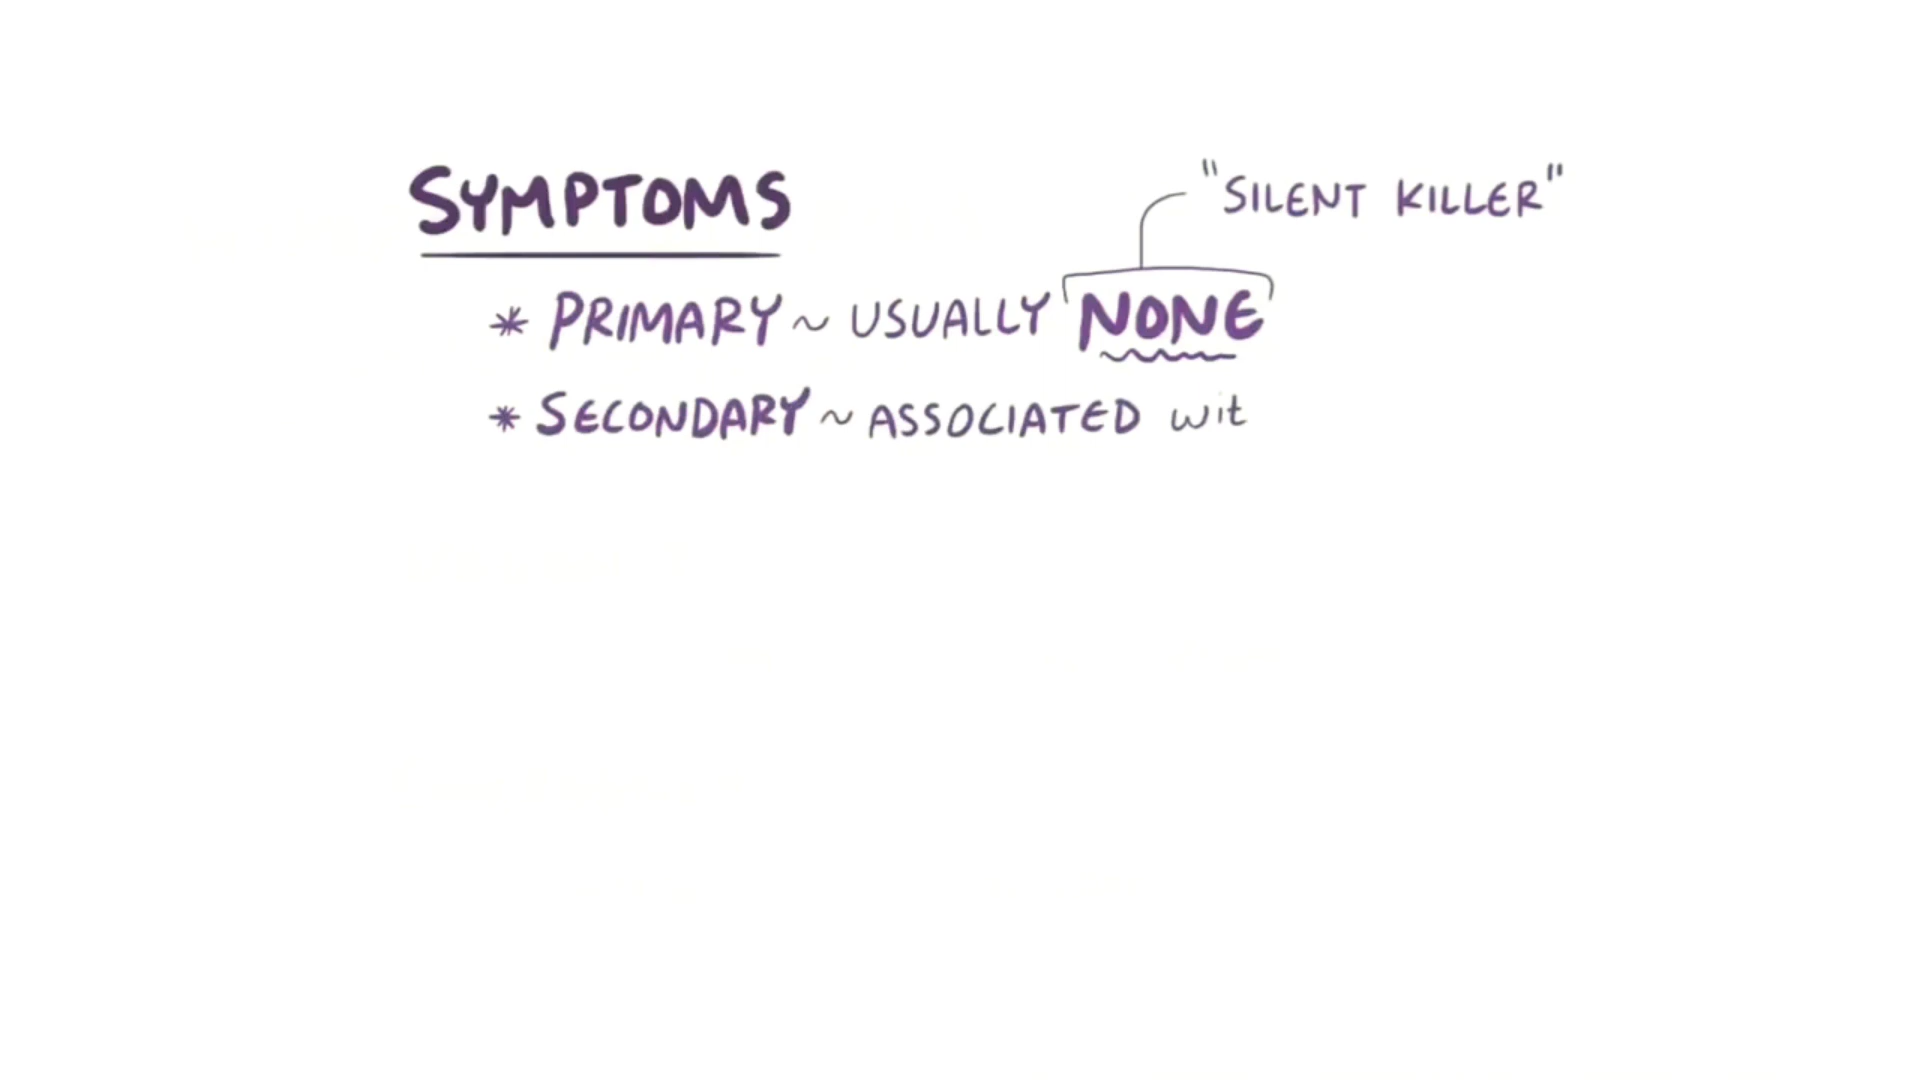 SYMPTOMS
"SILENT KILLER"
* PRIMARY ~ USUALLY NONE
* SECONDARY ~ ASSOCIATED wit